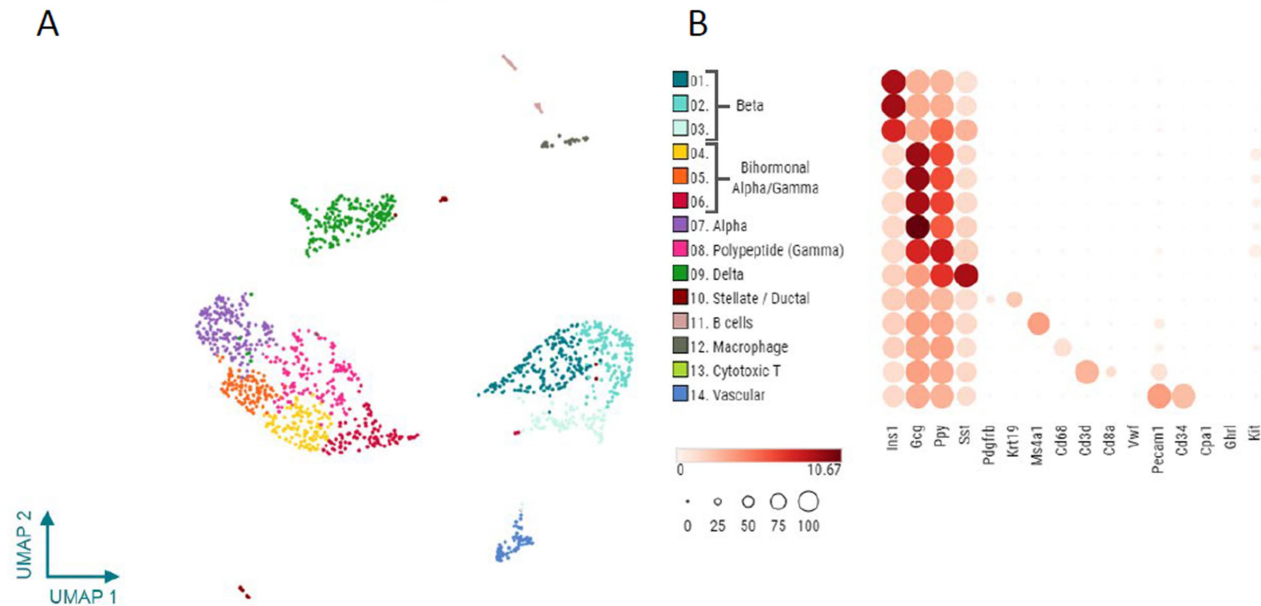 A
B
01.
02.
03.
Beta
04.
05.
06.
Bihormonal
Alpha/Gamma
07. Alpha
08. Polypeptide (Gamma)
09. Delta
10. Stellate / Ductal
11. B cells
12. Macrophage
13. Cytotoxic T
14. Vascular
Ins1
Gcg
Ppy
Sst
Pdgfrb
Krt19
Ms4a1
Cd68
Cd3d
Cd8a
Vwf
Pecam1
Cd34
Cpa1
Ghrl
Kit
0 10.67
0 25 50 75 100
UMAP 2
UMAP 1